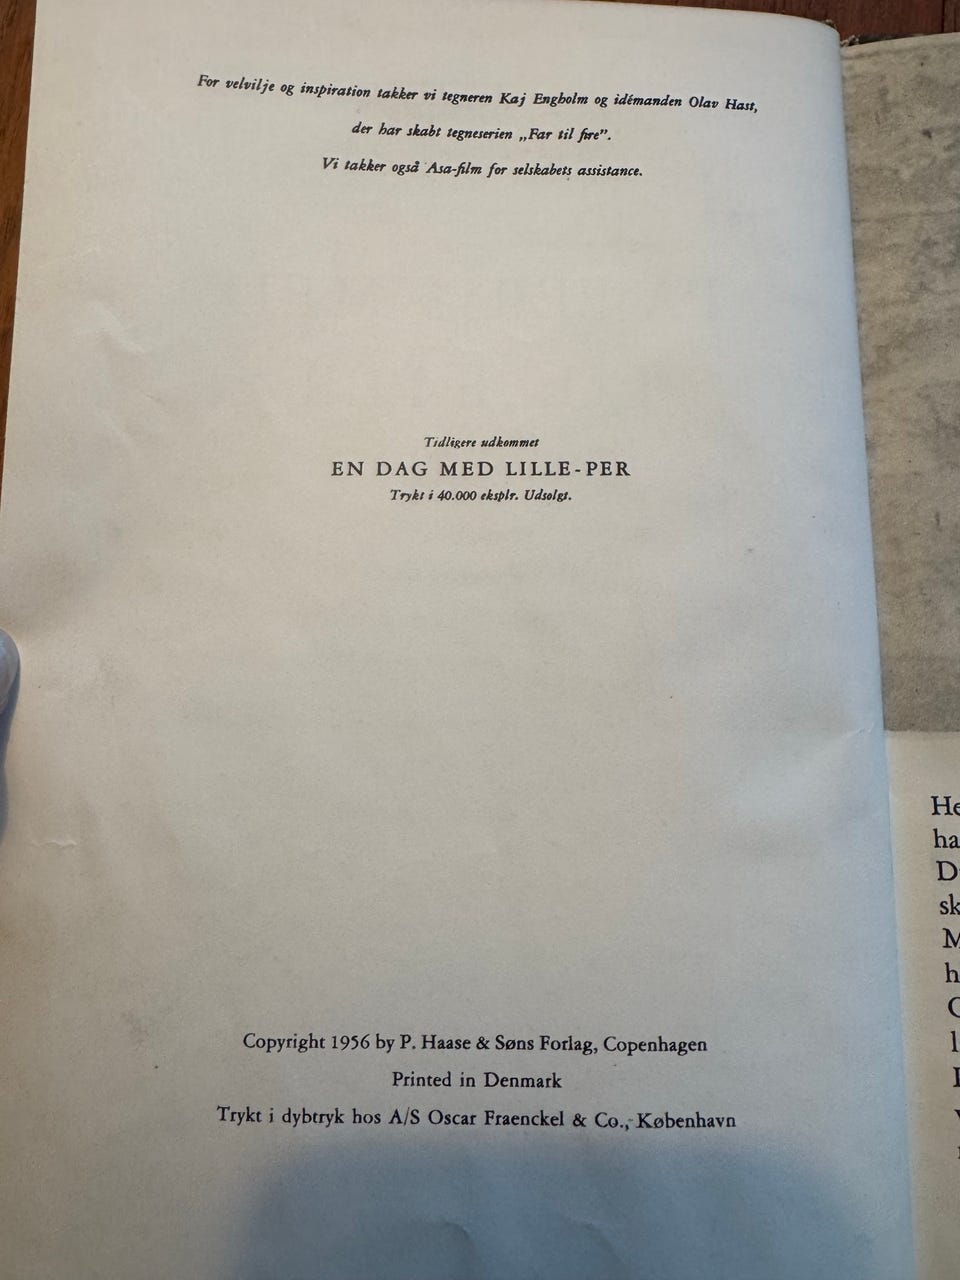 For velvilje og inspiration takker vi tegneren Kaj Engholm og idémanden Olav Hast,
der har skabt tegneserien „Far til fire”.
Vi takker også Asa-film for selskabets assistance.
Tidligere udkommet
EN DAG MED LILLE-PER
Trykt i 40.000 eksplr. Udsolgt.
Copyright 1956 by P. Haase & Søns Forlag, Copenhagen
Printed in Denmark
Trykt i dybtryk hos A/S Oscar Fraenckel & Co., København